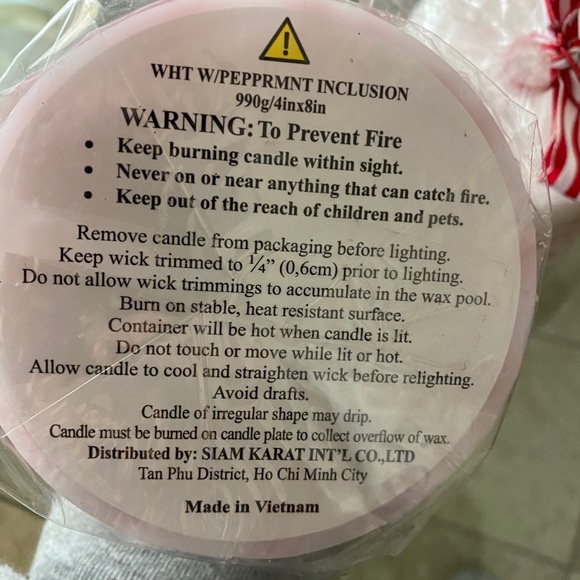 WHT W/PEPPRMNT INCLUSION
990g/4inx8in
WARNING: To Prevent Fire
• Keep burning candle within sight.
• Never on or near anything that can catch fire.
• Keep out of the reach of children and pets.
Remove candle from packaging before lighting.
Keep wick trimmed to ¼” (0,6cm) prior to lighting.
Do not allow wick trimmings to accumulate in the wax pool.
Burn on stable, heat resistant surface.
Container will be hot when candle is lit.
Do not touch or move while lit or hot.
Allow candle to cool and straighten wick before relighting.
Avoid drafts.
Candle of irregular shape may drip.
Candle must be burned on candle plate to collect overflow of wax.
Distributed by: SIAM KARAT INT'L CO.,LTD
Tan Phu District, Ho Chi Minh City
Made in Vietnam